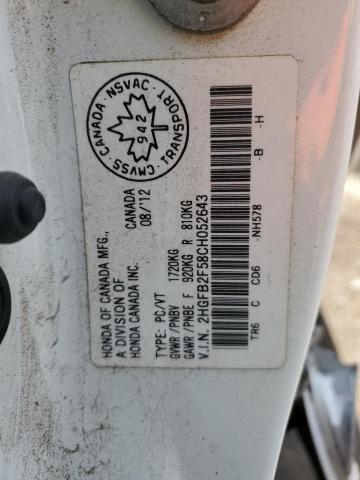 HONDA OF CANADA MFG.,
A DIVISION OF
HONDA CANADA INC.
CANADA
08/'12
CMVSS · CANADA · NSVAC · TRANSPORT
942
TYPE: PC/VT
GVWR /PNBV 1720KG
GAWR /PNBE F 920KG R 810KG
V.I.N. 2HGFB2F58CH052643
TR6 C CD6 -NH578 -B -H